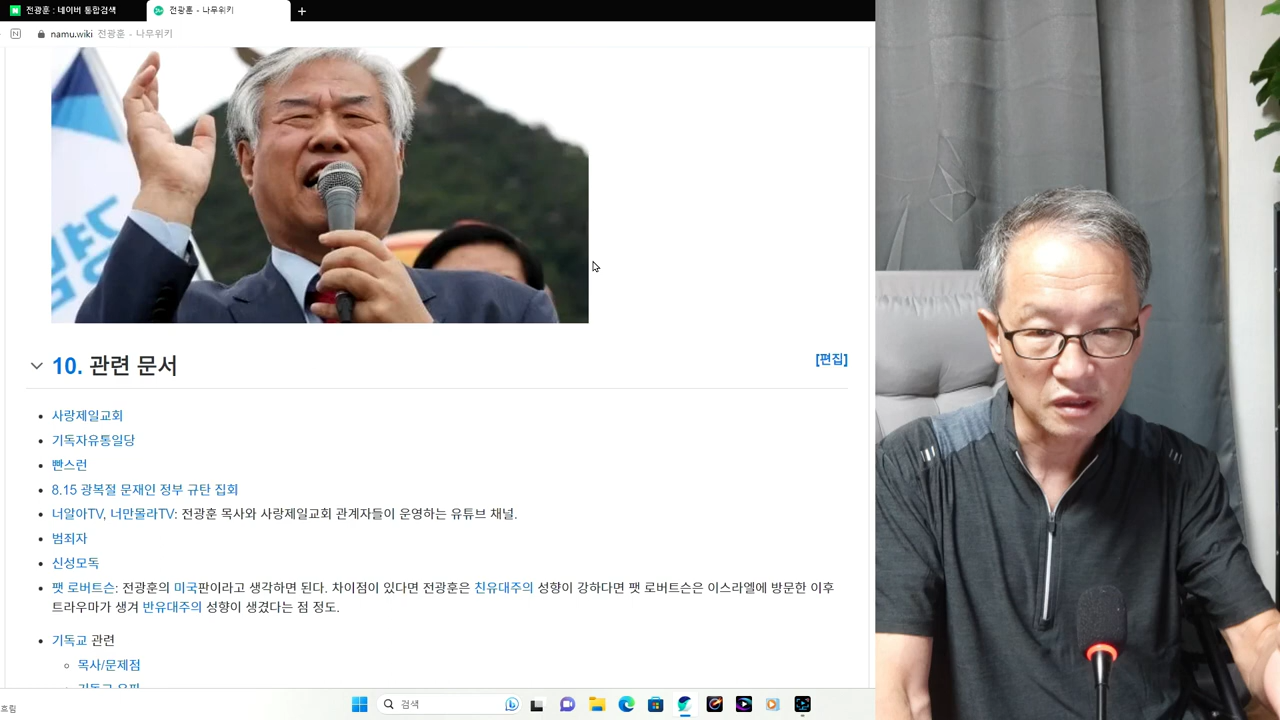 전광훈 : 네이버 통합검색
전광훈 - 나무위키
namu.wiki 전광훈 - 나무위키
10. 관련 문서
[편집]
사랑제일교회
기독자유통일당
빤스런
8.15 광복절 문재인 정부 규탄 집회
너알아TV, 너만몰라TV: 전광훈 목사와 사랑제일교회 관계자들이 운영하는 유튜브 채널.
범죄자
신성모독
팻 로버트슨: 전광훈의 미국판이라고 생각하면 된다. 차이점이 있다면 전광훈은 친유대주의 성향이 강하다면 팻 로버트슨은 이스라엘에 방문한 이후
트라우마가 생겨 반유대주의 성향이 생겼다는 점 정도.
기독교 관련
목사/문제점
흐림
검색